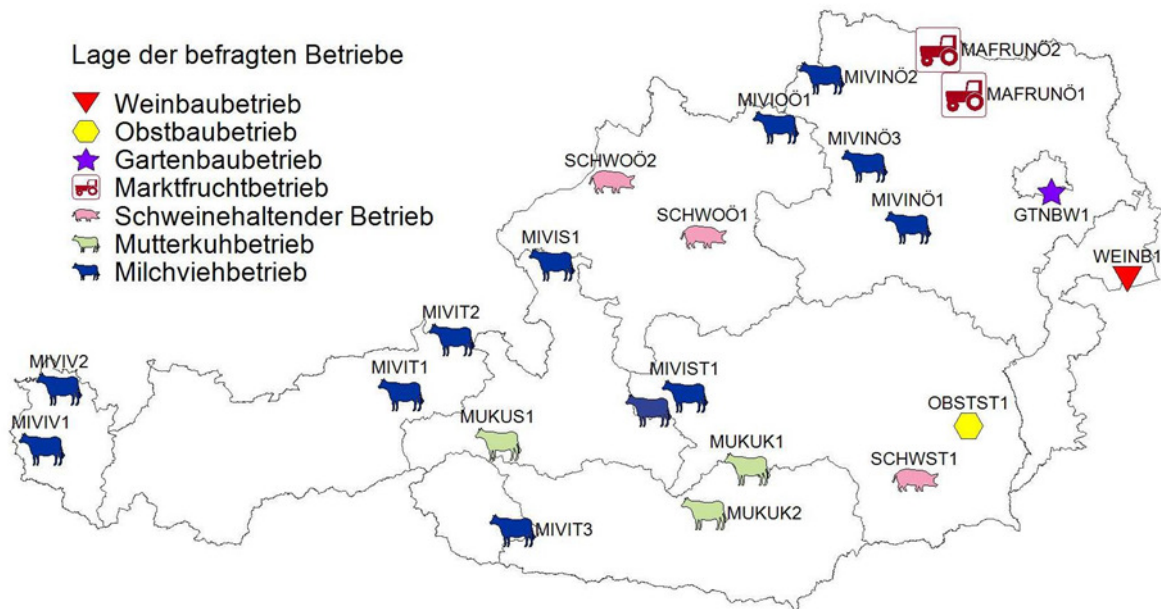 Lage der befragten Betriebe
Weinbaubetrieb
Obstbaubetrieb
Gartenbaubetrieb
Marktfruchtbetrieb
Schweinehaltender Betrieb
Mutterkuhbetrieb
Milchviehbetrieb
MAFRUNÖ2
MIVINÖ2
MAFRUNÖ1
MIVIOÖ1
MIVINÖ3
SCHWOÖ2
MIVINÖ1
SCHWOÖ1
GTNBW1
MIVIS1
WEINB1
MIVIT2
MIVIV2
MIVIT1
MIVIST1
OBSTST1
MIVIV1
MUKUS1
MUKUK1
SCHWST1
MUKUK2
MIVIT3